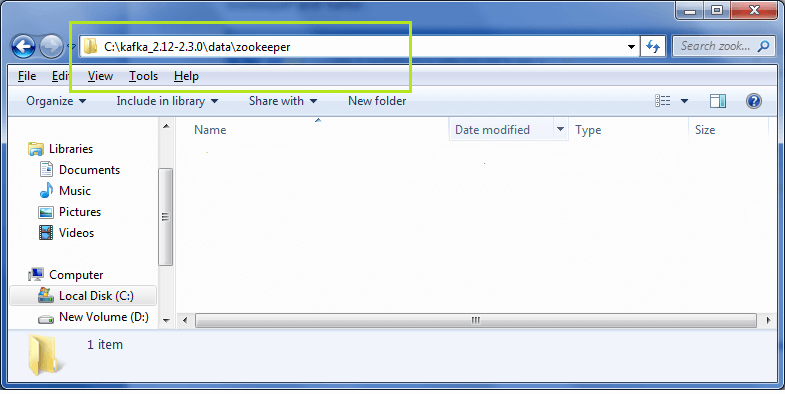 C:\kafka_2.12-2.3.0\data\zookeeper
Search zook...
File Edit View Tools Help
Organize Include in library Share with New folder
Name Date modified Type Size
Libraries
Documents
Music
Pictures
Videos
Computer
Local Disk (C:)
New Volume (D:)
1 item